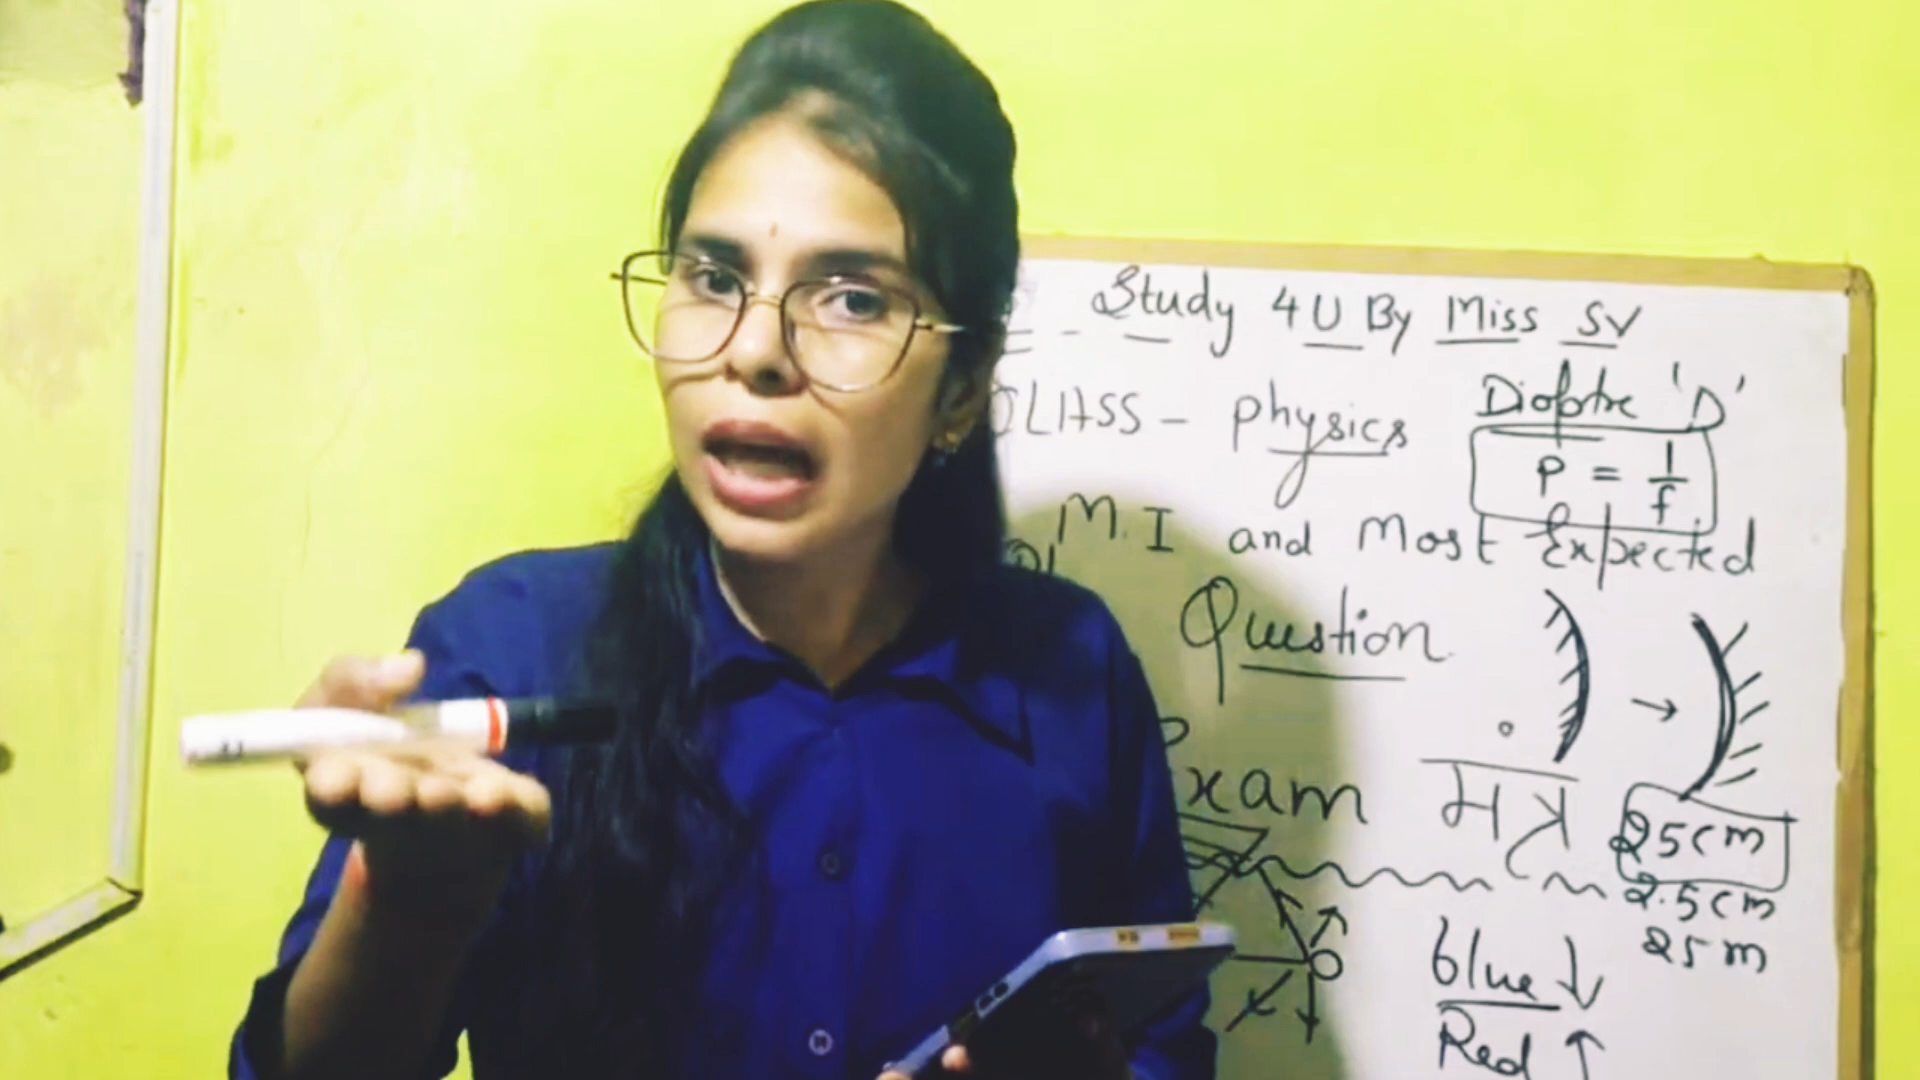 Study 4U By Miss SV
CLASS - Physics
Dioptre 'D'
P = 1/f
M.I and Most Expected
Question
xam
25cm
2.5cm
25m
blue ↓
Red ↑